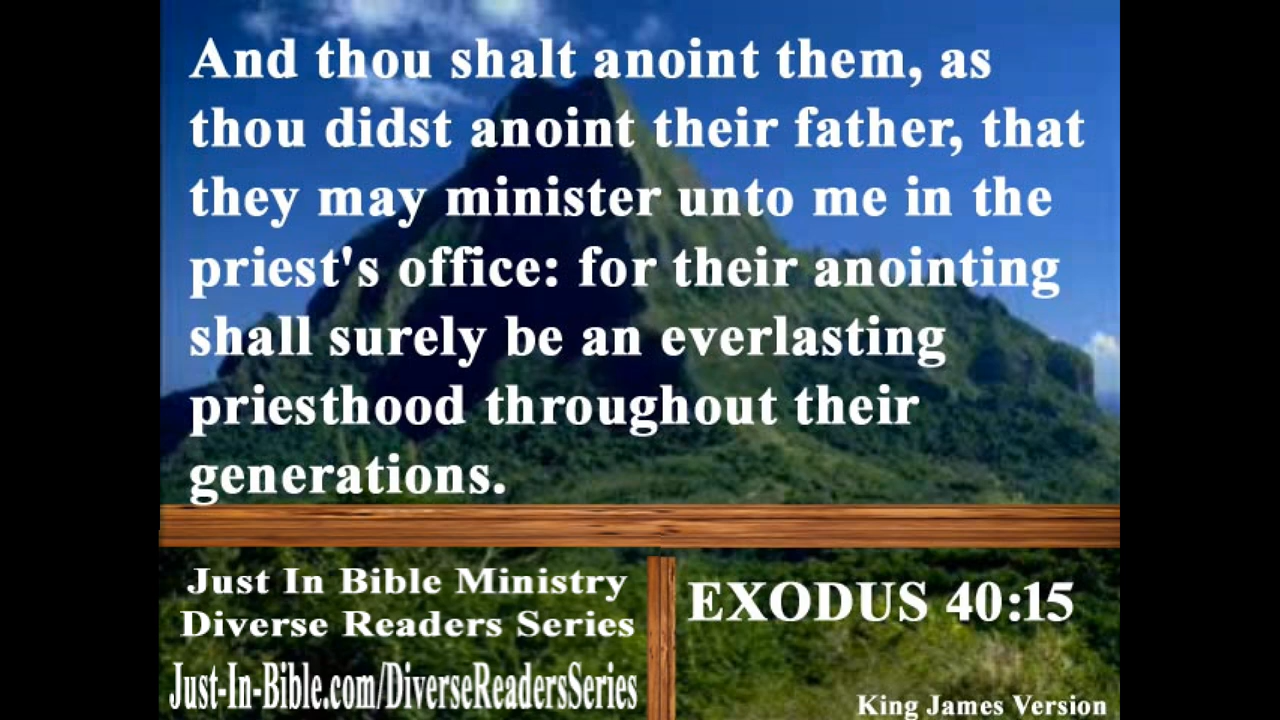 And thou shalt anoint them, as
thou didst anoint their father, that
they may minister unto me in the
priest's office: for their anointing
shall surely be an everlasting
priesthood throughout their
generations.
Just In Bible Ministry
Diverse Readers Series
Just-In-Bible.com/DiverseReadersSeries
EXODUS 40:15
King James Version